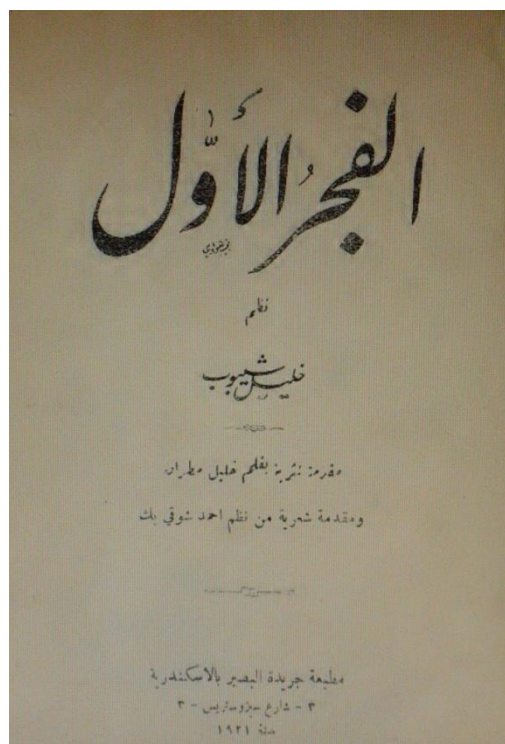 الفجرُ الأوَّل
نظم
خليل شيبوب
مقدمة نثرية بقلم خليل مطران
ومقدمة شعرية من نظم احمد شوقي بك
مطبعة جريدة البصير بالاسكندرية
٣ - شارع سيزوستريس - ٣
سنة ١٩٢١